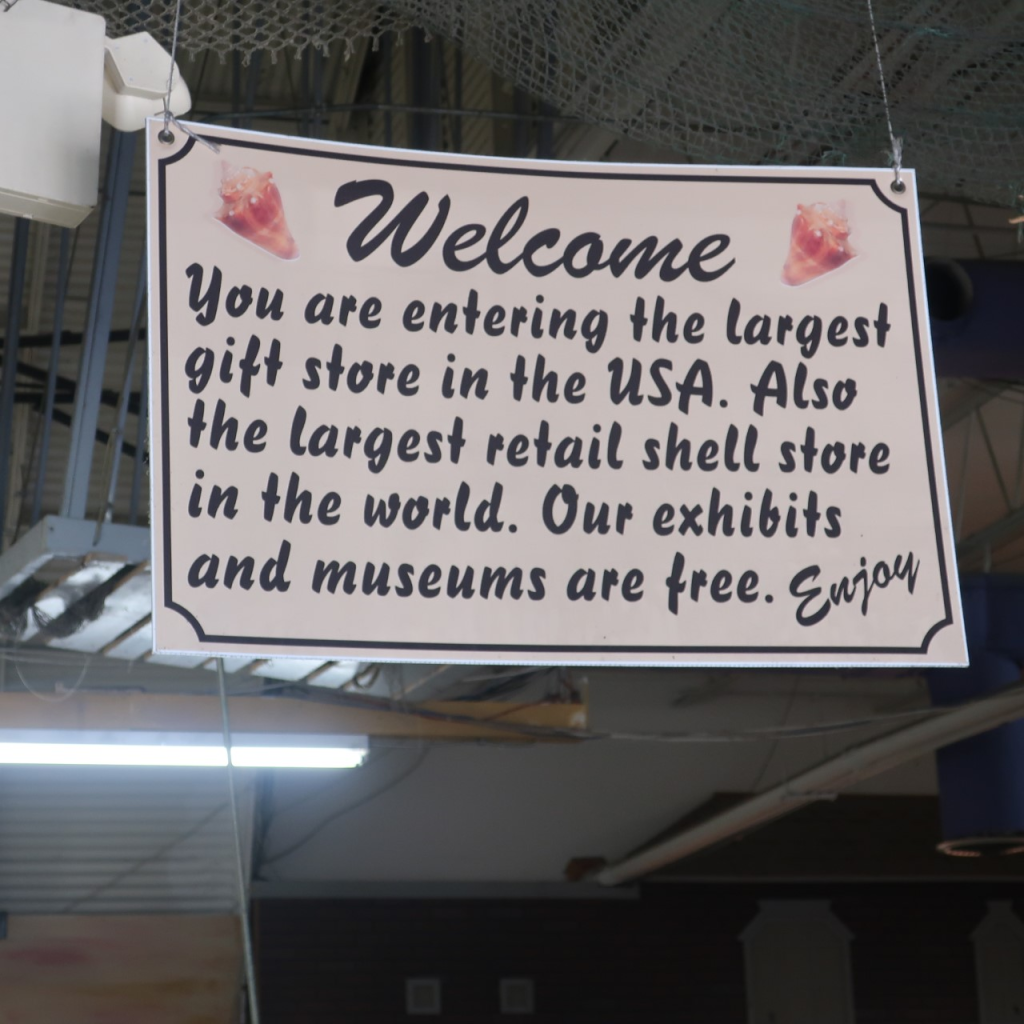 Welcome
You are entering the largest
gift store in the USA. Also
the largest retail shell store
in the world. Our exhibits
and museums are free. Enjoy